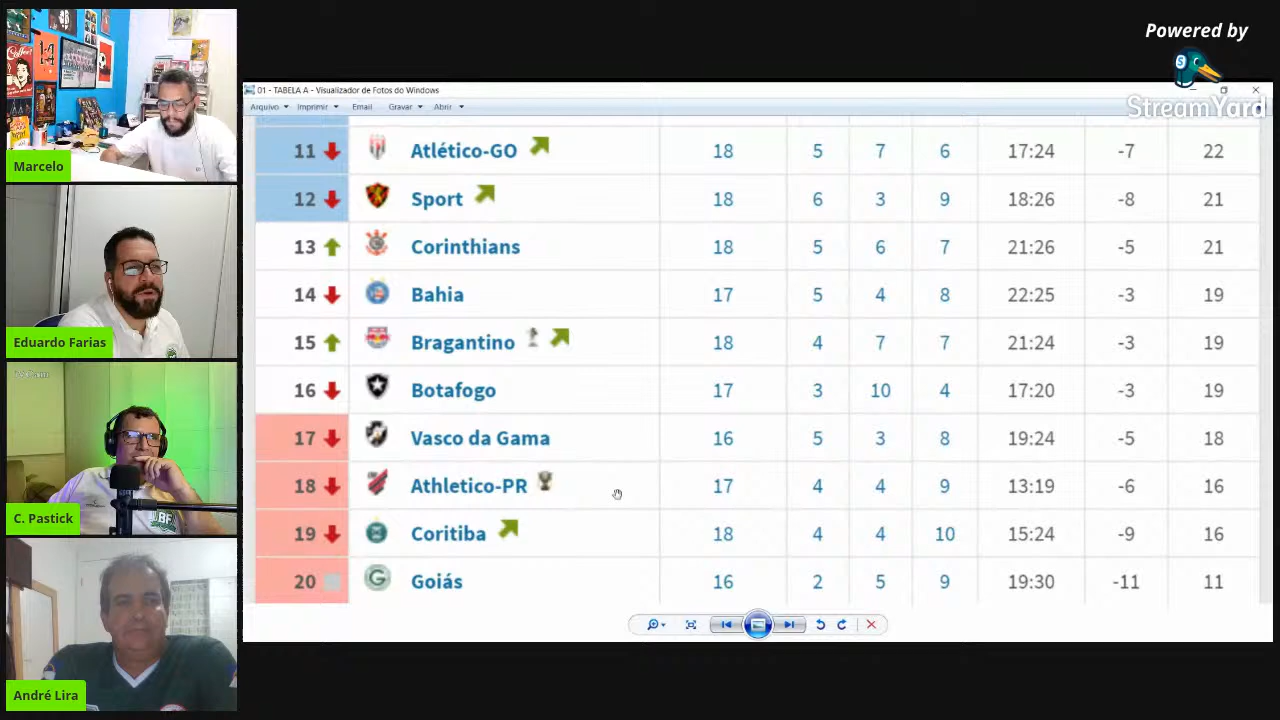 Powered by
StreamYard
Marcelo
Eduardo Farias
C. Pastick
BF
André Lira
01 - TABELA A - Visualizador de Fotos do Windows
Arquivo Imprimir Email Gravar Abrir
11 Atlético-GO 18 5 7 6 17:24 -7 22
12 Sport 18 6 3 9 18:26 -8 21
13 Corinthians 18 5 6 7 21:26 -5 21
14 Bahia 17 5 4 8 22:25 -3 19
15 Bragantino 18 4 7 7 21:24 -3 19
16 Botafogo 17 3 10 4 17:20 -3 19
17 Vasco da Gama 16 5 3 8 19:24 -5 18
18 Athletico-PR 17 4 4 9 13:19 -6 16
19 Coritiba 18 4 4 10 15:24 -9 16
20 Goiás 16 2 5 9 19:30 -11 11